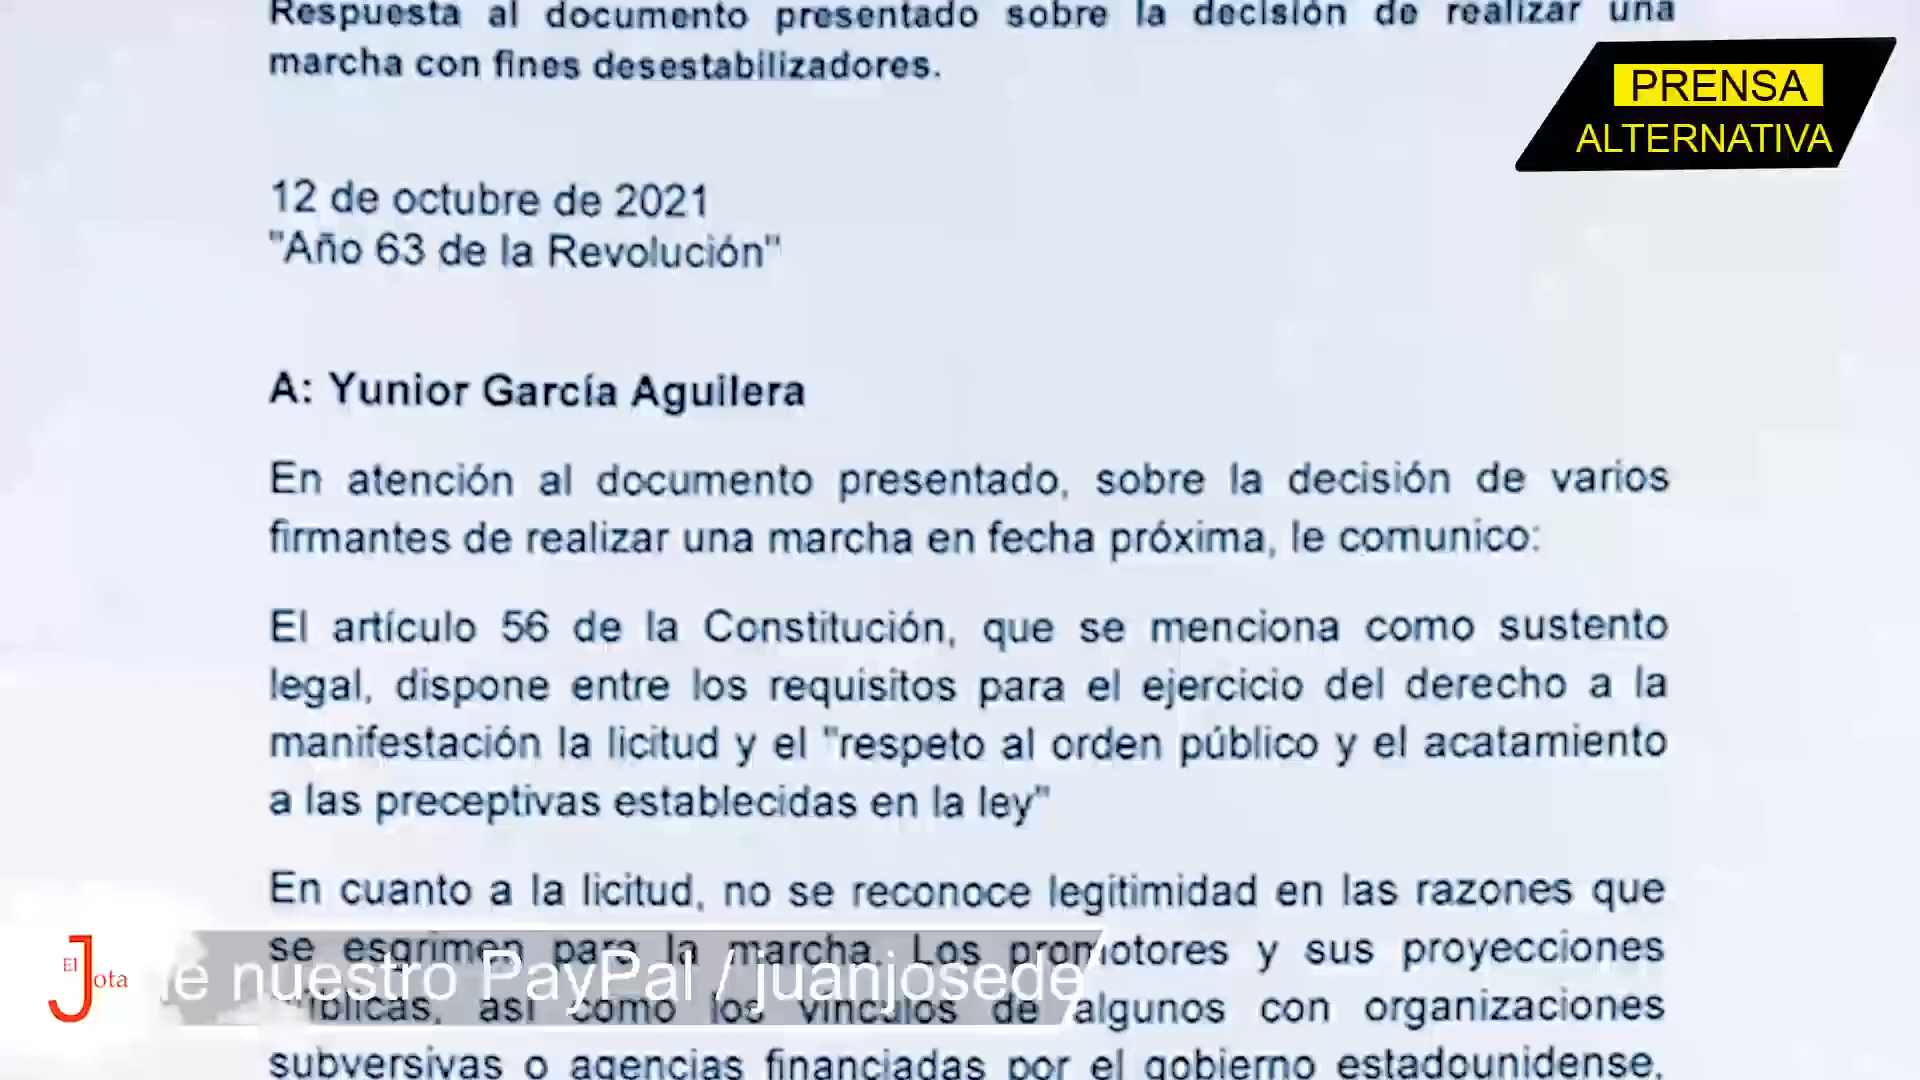 Respuesta al documento presentado sobre la decisión de realizar una
marcha con fines desestabilizadores.
PRENSA
ALTERNATIVA
12 de octubre de 2021
"Año 63 de la Revolución"
A: Yunior García Aguilera
En atención al documento presentado, sobre la decisión de varios
firmantes de realizar una marcha en fecha próxima, le comunico:
El artículo 56 de la Constitución, que se menciona como sustento
legal, dispone entre los requisitos para el ejercicio del derecho a la
manifestación la licitud y el "respeto al orden público y el acatamiento
a las preceptivas establecidas en la ley"
En cuanto a la licitud, no se reconoce legitimidad en las razones que
se esgrimen para la marcha. Los promotores y sus proyecciones
así como los vínculos de algunos con organizaciones
subversivas o agencias financiadas por el gobierno estadounidense,
El Jota
nuestro PayPal / juanjosede